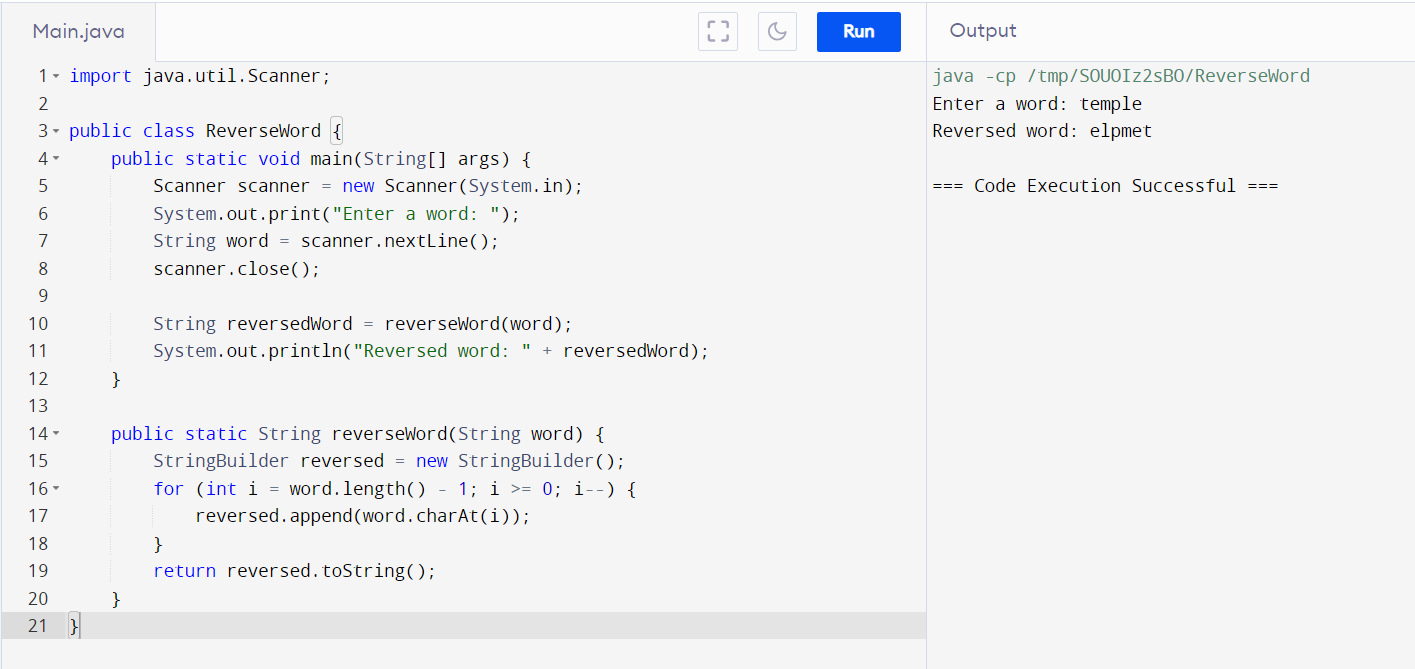 Main.java
Run
Output
1 import java.util.Scanner;
2
3 public class ReverseWord {
4     public static void main(String[] args) {
5         Scanner scanner = new Scanner(System.in);
6         System.out.print("Enter a word: ");
7         String word = scanner.nextLine();
8         scanner.close();
9
10         String reversedWord = reverseWord(word);
11         System.out.println("Reversed word: " + reversedWord);
12     }
13
14     public static String reverseWord(String word) {
15         StringBuilder reversed = new StringBuilder();
16         for (int i = word.length() - 1; i >= 0; i--) {
17             reversed.append(word.charAt(i));
18         }
19         return reversed.toString();
20     }
21 }
java -cp /tmp/SOUOIz2sBO/ReverseWord
Enter a word: temple
Reversed word: elpmet
=== Code Execution Successful ===